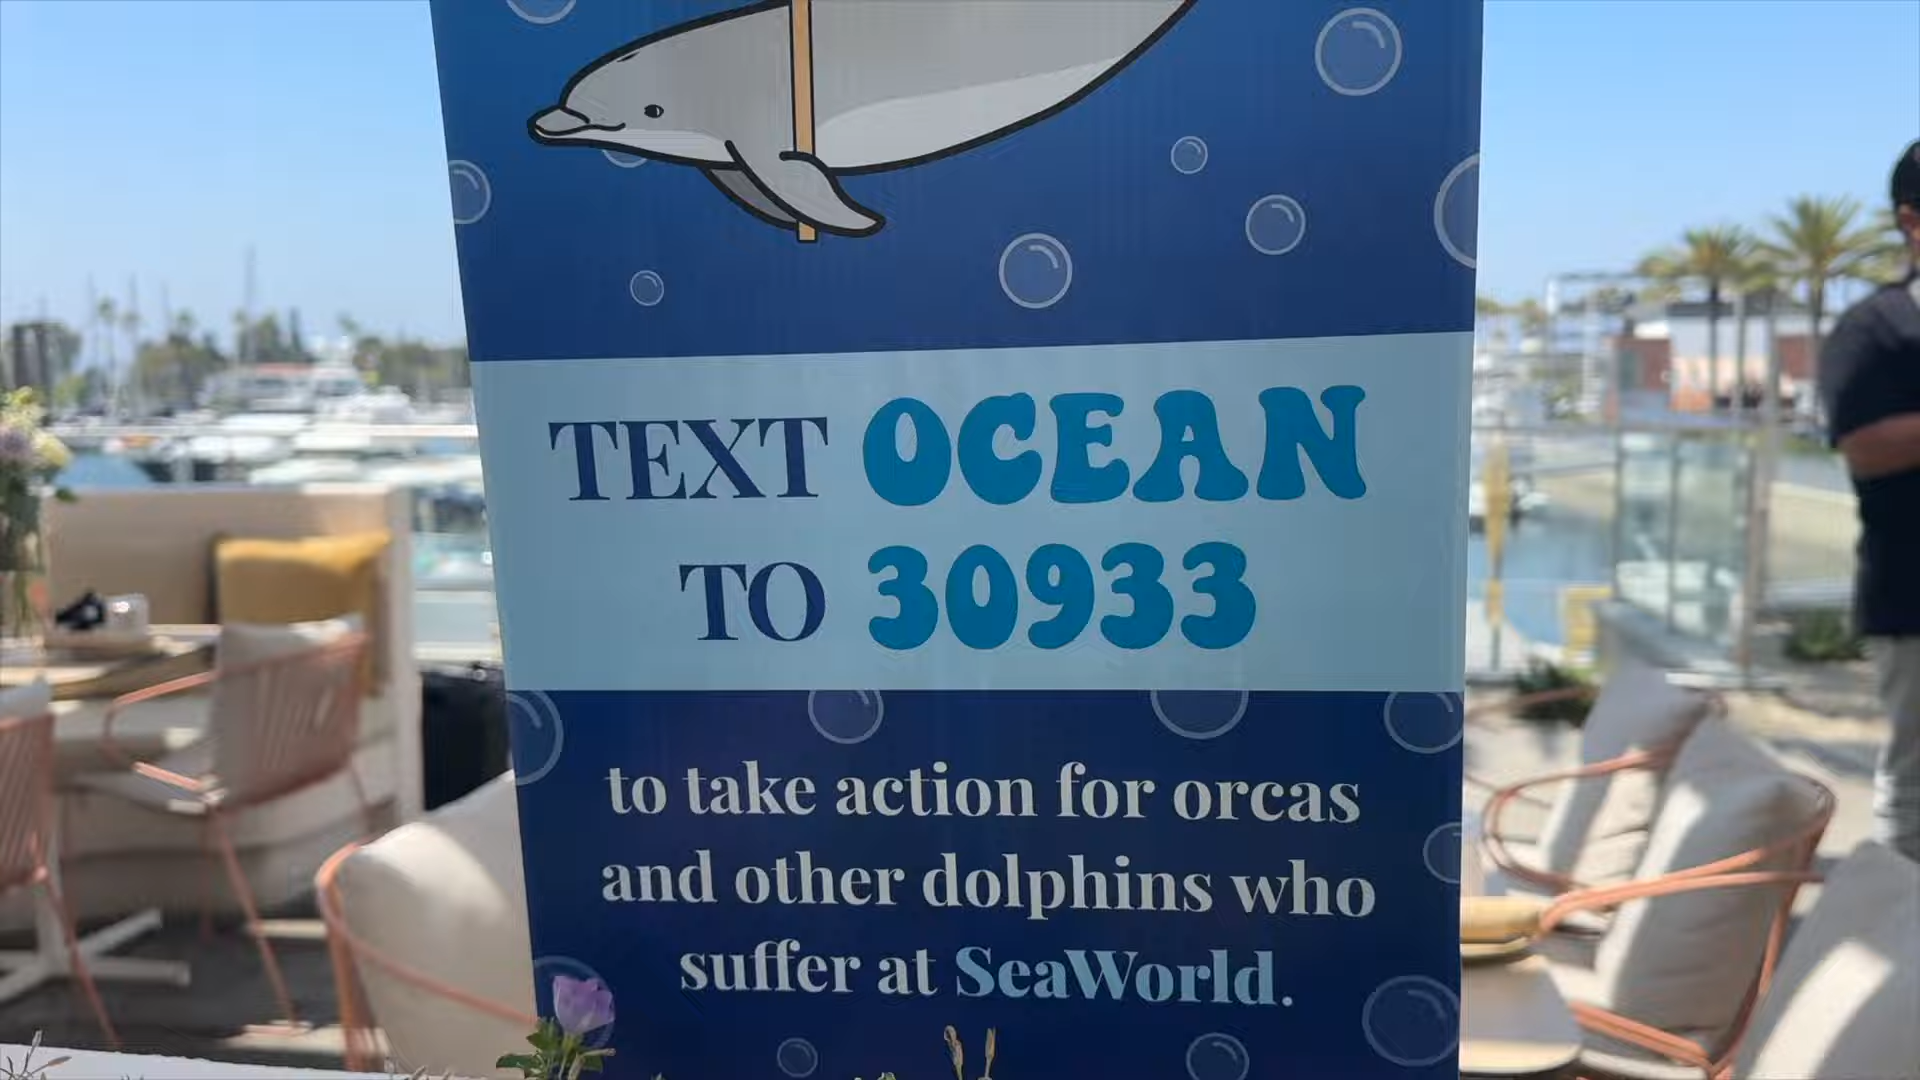 TEXT OCEAN
TO 30933
to take action for orcas
and other dolphins who
suffer at SeaWorld.